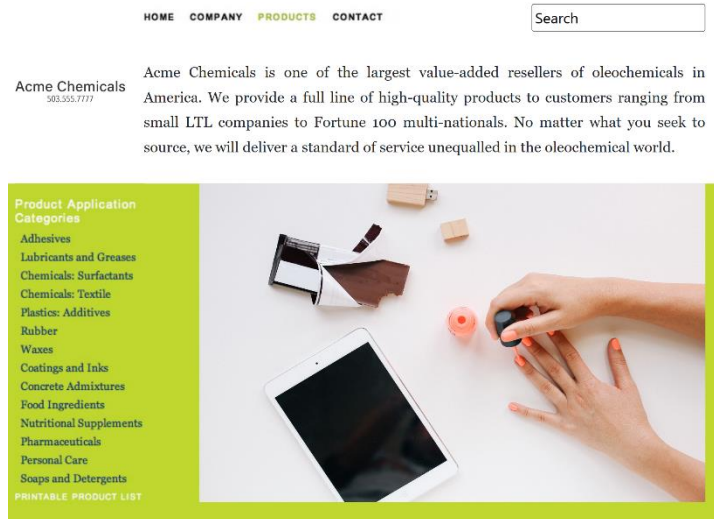 HOME COMPANY PRODUCTS CONTACT
Search
Acme Chemicals
503.555.7777
Acme Chemicals is one of the largest value-added resellers of oleochemicals in
America. We provide a full line of high-quality products to customers ranging from
small LTL companies to Fortune 100 multi-nationals. No matter what you seek to
source, we will deliver a standard of service unequalled in the oleochemical world.
Product Application
Categories
Adhesives
Lubricants and Greases
Chemicals: Surfactants
Chemicals: Textile
Plastics: Additives
Rubber
Waxes
Coatings and Inks
Concrete Admixtures
Food Ingredients
Nutritional Supplements
Pharmaceuticals
Personal Care
Soaps and Detergents
PRINTABLE PRODUCT LIST